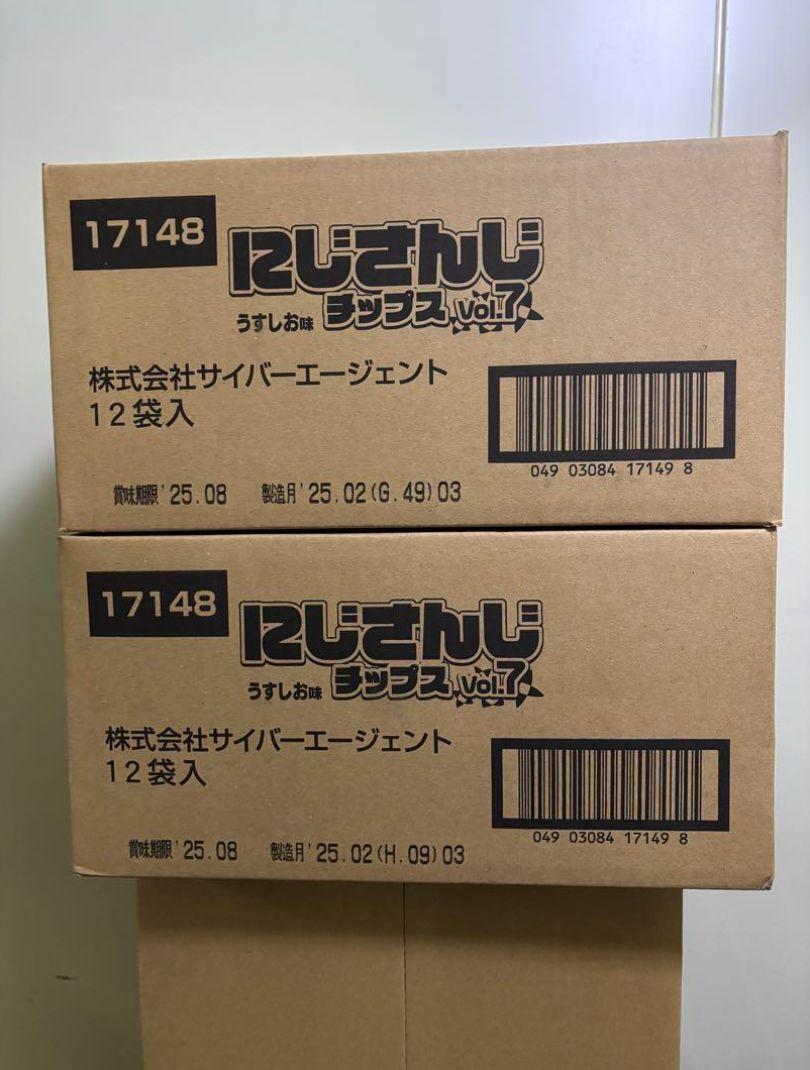 17148
にじさんじ
うすしお味 チップス Vol.7
株式会社サイバーエージェント
12袋入
049 03084 17149 8
賞味期限 '25.08 製造月 '25.02(G.49)03
17148
にじさんじ
うすしお味 チップス Vol.7
株式会社サイバーエージェント
12袋入
049 03084 17149 8
賞味期限 '25.08 製造月 '25.02(H.09)03